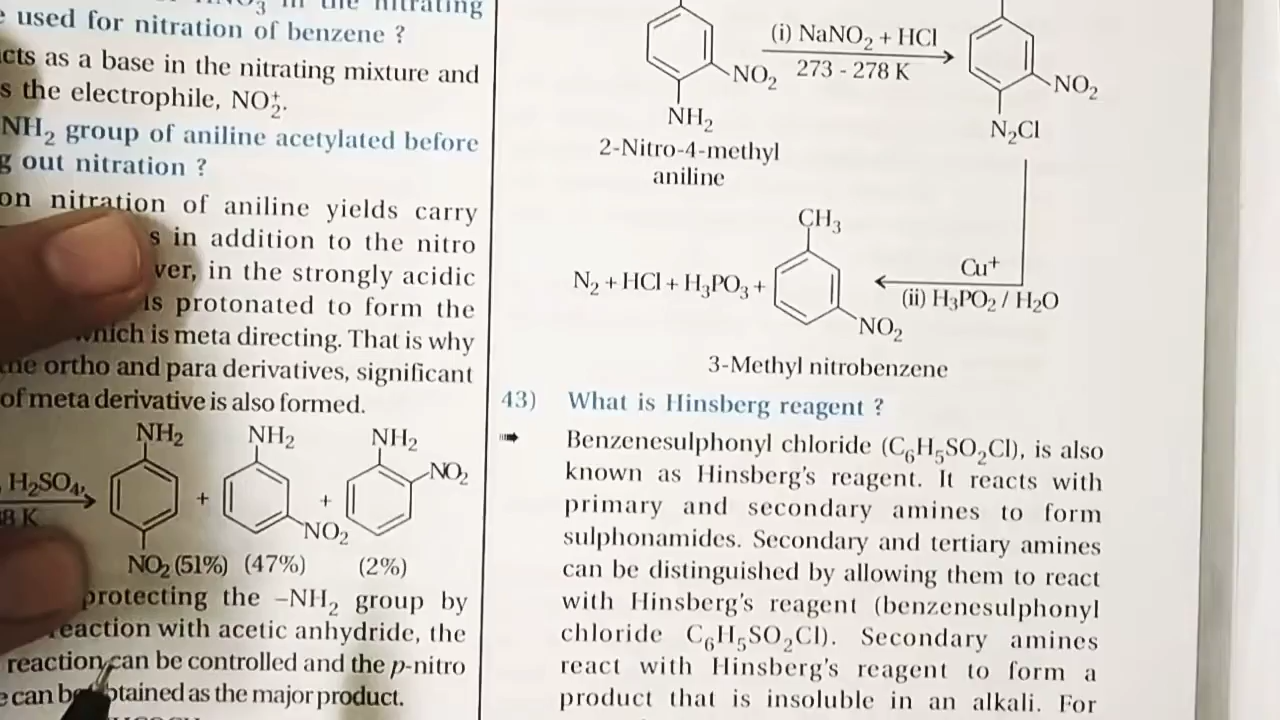 in the nitrating
used for nitration of benzene ?
acts as a base in the nitrating mixture and
the electrophile, NO₂⁺.
NH₂ group of aniline acetylated before
out nitration ?
on nitration of aniline yields carry
in addition to the nitro
in the strongly acidic
is protonated to form the
which is meta directing. That is why
the ortho and para derivatives, significant
of meta derivative is also formed.
NH₂ NH₂ NH₂
NO₂
H₂SO₄,
+ +
K
NO₂
NO₂ (51%) (47%) (2%)
protecting the –NH₂ group by
reaction with acetic anhydride, the
reaction can be controlled and the p-nitro
can be obtained as the major product.
(i) NaNO₂ + HCl
NO₂ 273 - 278 K NO₂
NH₂ N₂Cl
2-Nitro-4-methyl
aniline
CH₃
Cu⁺
N₂ + HCl + H₃PO₃ +
(ii) H₃PO₂ / H₂O
NO₂
3-Methyl nitrobenzene
43) What is Hinsberg reagent ?
➠ Benzenesulphonyl chloride (C₆H₅SO₂Cl), is also
known as Hinsberg's reagent. It reacts with
primary and secondary amines to form
sulphonamides. Secondary and tertiary amines
can be distinguished by allowing them to react
with Hinsberg's reagent (benzenesulphonyl
chloride C₆H₅SO₂Cl). Secondary amines
react with Hinsberg's reagent to form a
product that is insoluble in an alkali. For